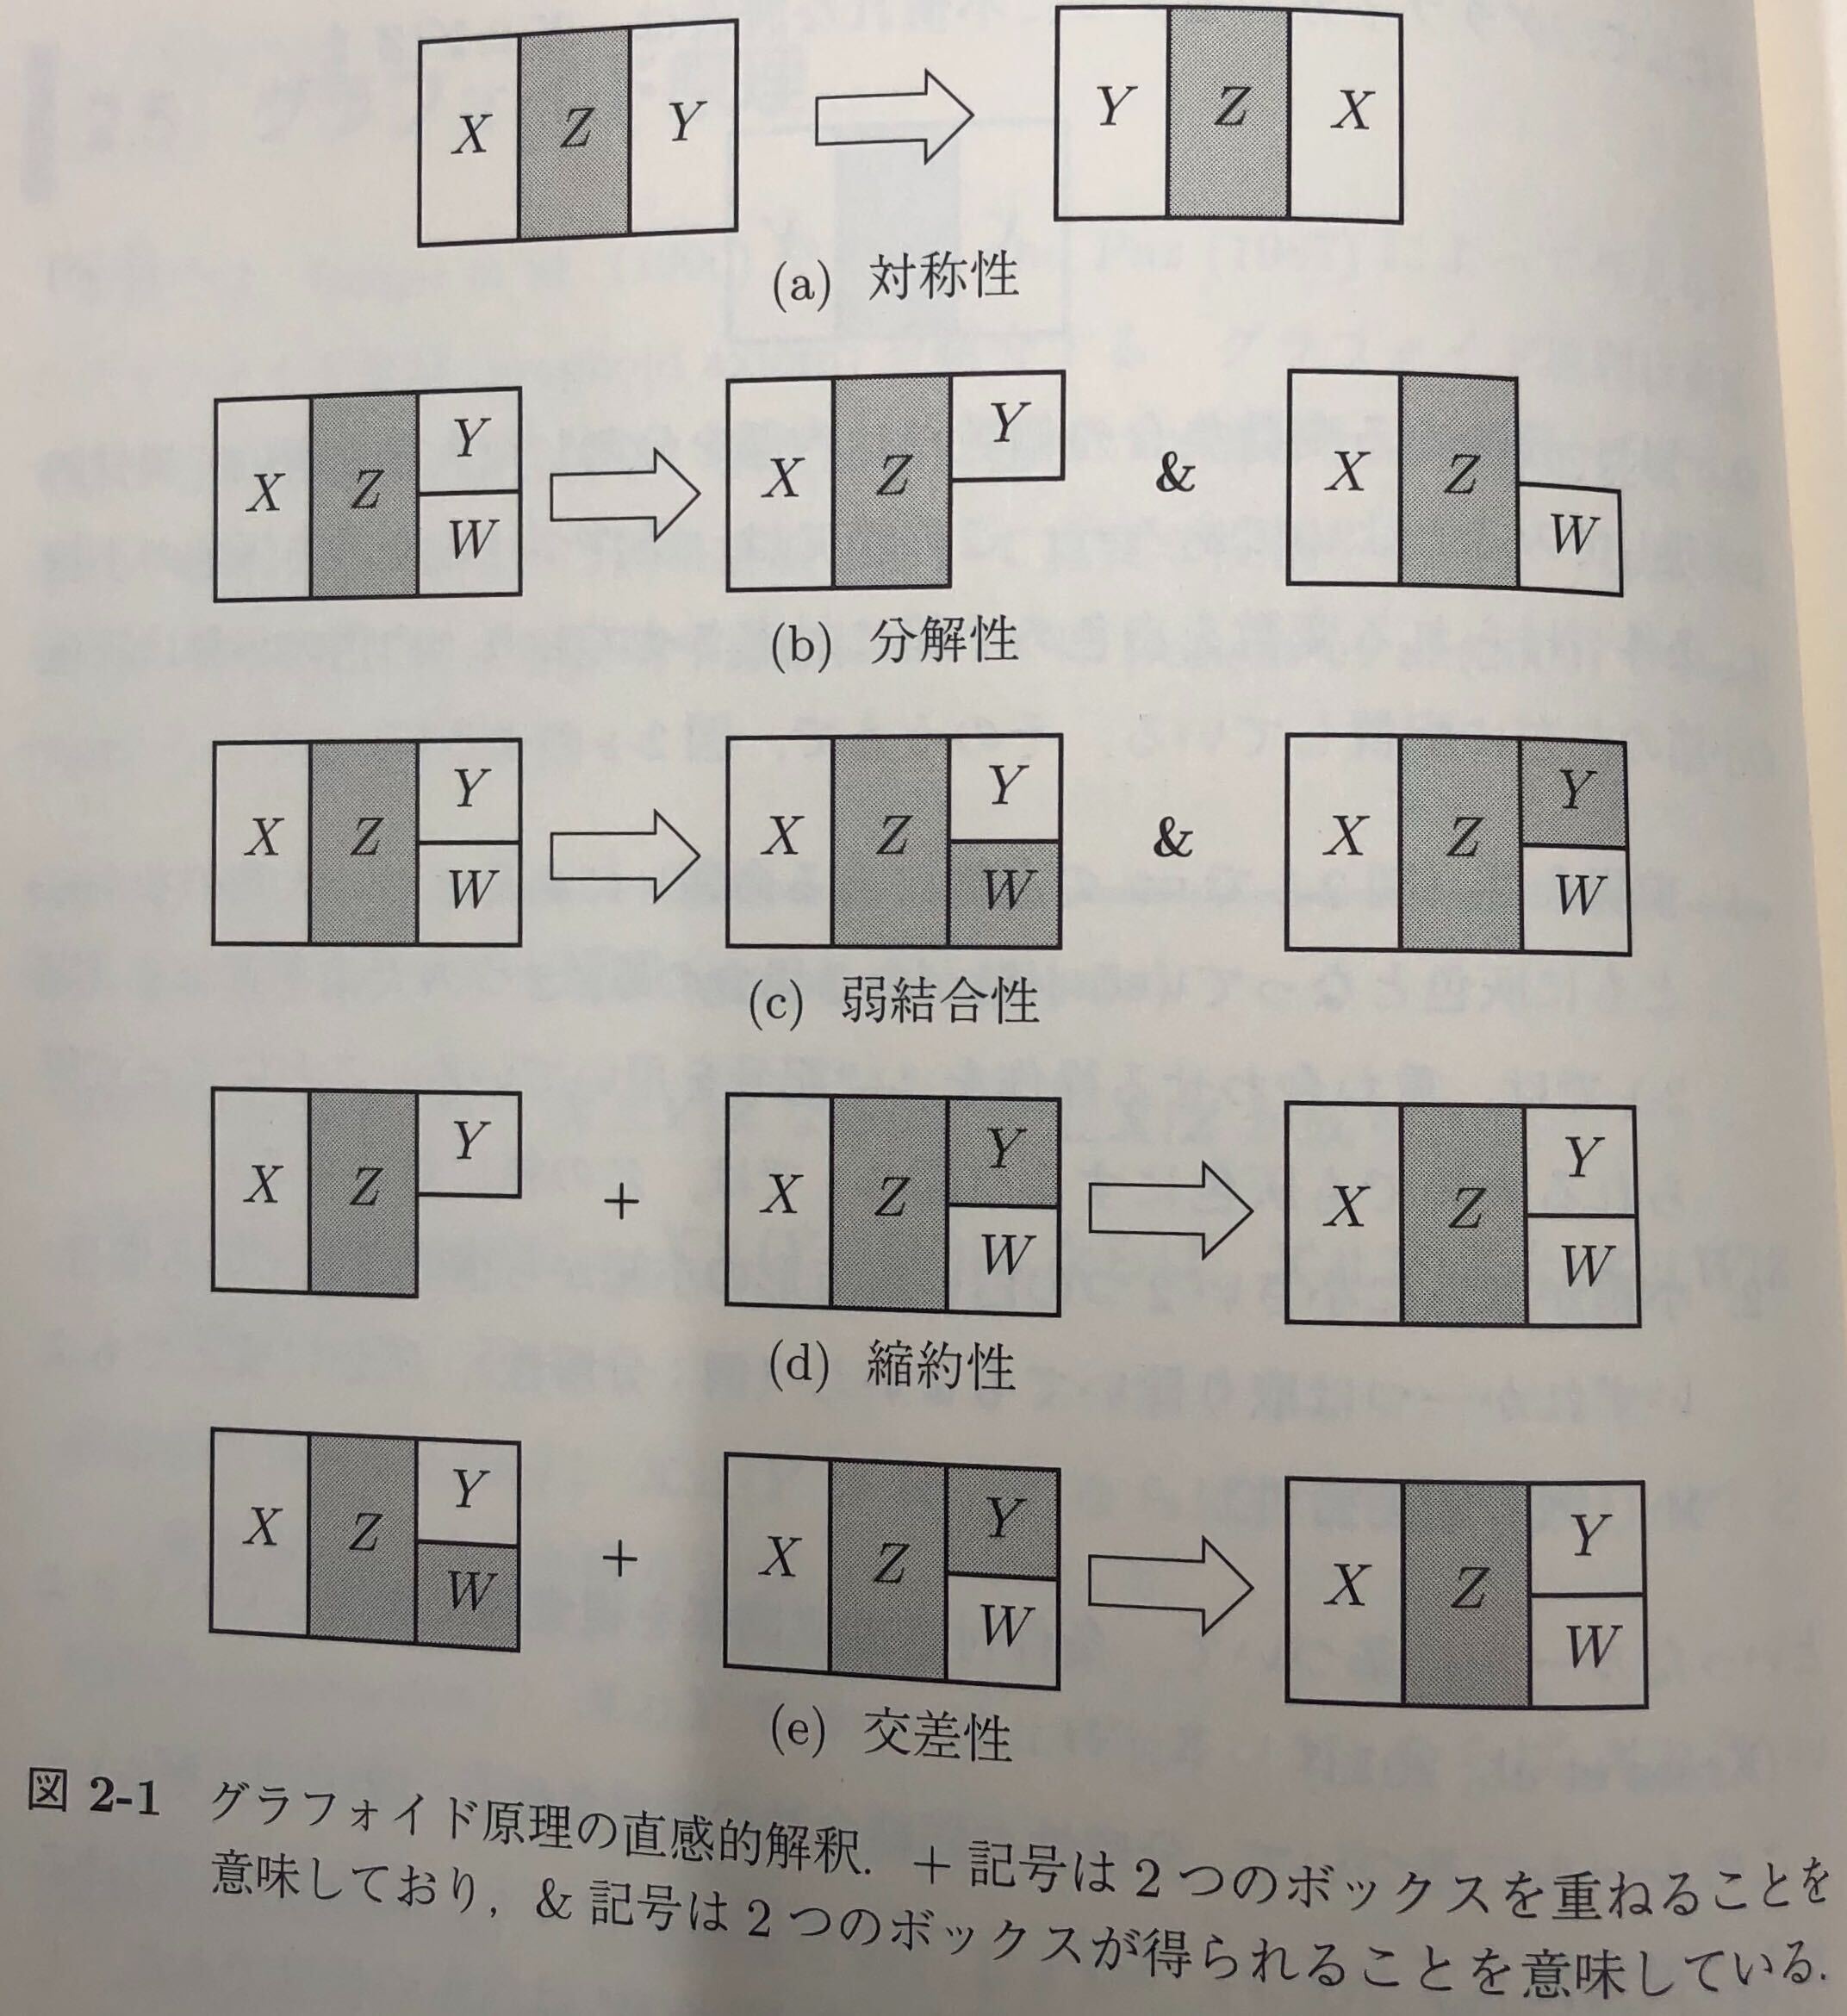 X Z Y Y Z X
(a) 対称性
X Z Y W X Z Y & X Z W
(b) 分解性
X Z Y W X Z Y W & X Z Y W
(c) 弱結合性
X Z Y + X Z Y W X Z Y W
(d) 縮約性
X Z Y W + X Z Y W X Z Y W
(e) 交差性
図 2-1 グラフォイド原理の直感的解釈. + 記号は 2 つのボックスを重ねることを
意味しており, & 記号は 2 つのボックスが得られることを意味している.